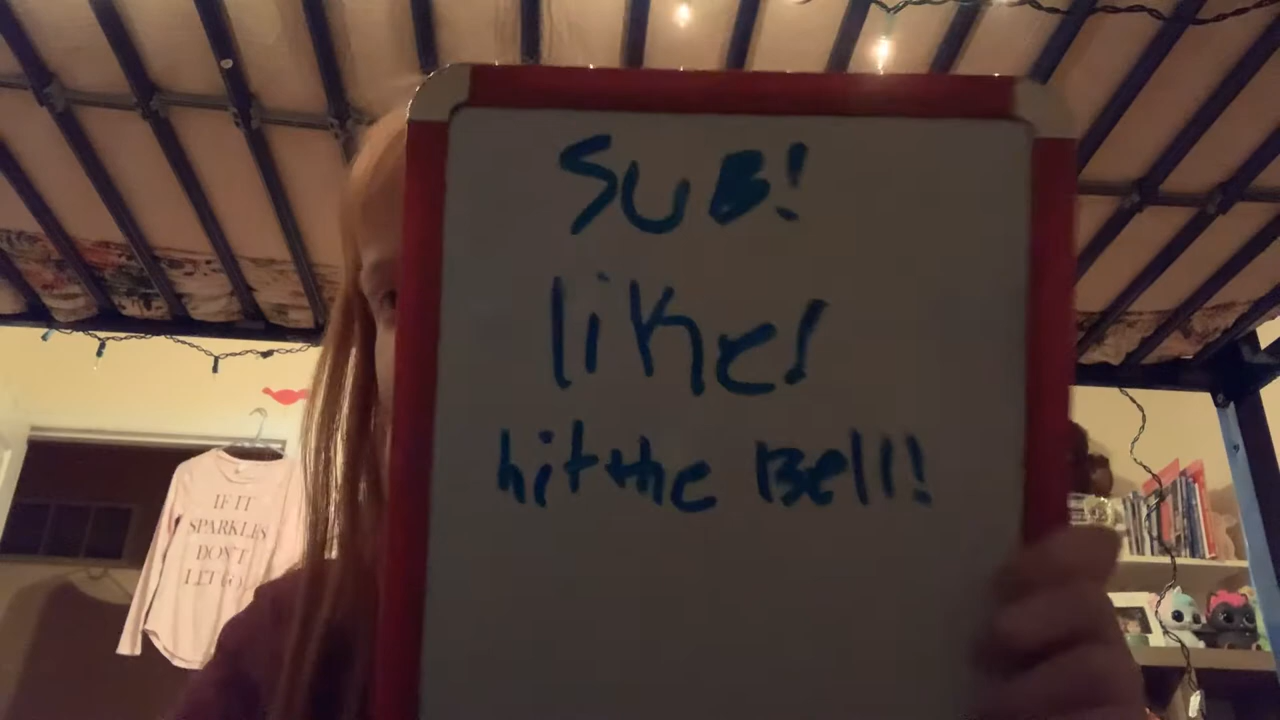 SUB!
like!
hit the Bell!
IF IT
SPARKLES
DON'T
LET GO